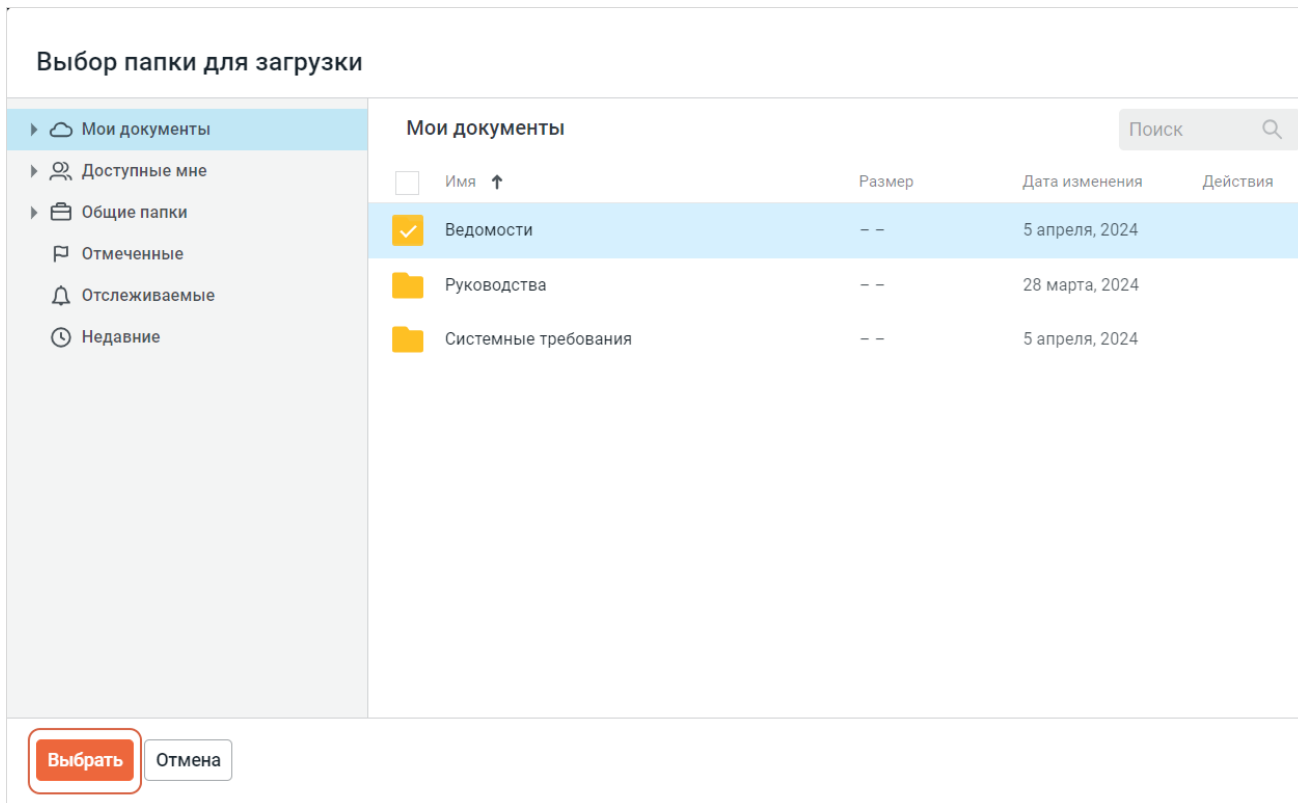 Выбор папки для загрузки
Мои документы
Доступные мне
Общие папки
Отмеченные
Отслеживаемые
Недавние
Мои документы
Поиск
Имя Размер Дата изменения Действия
Ведомости – – 5 апреля, 2024
Руководства – – 28 марта, 2024
Системные требования – – 5 апреля, 2024
Выбрать Отмена